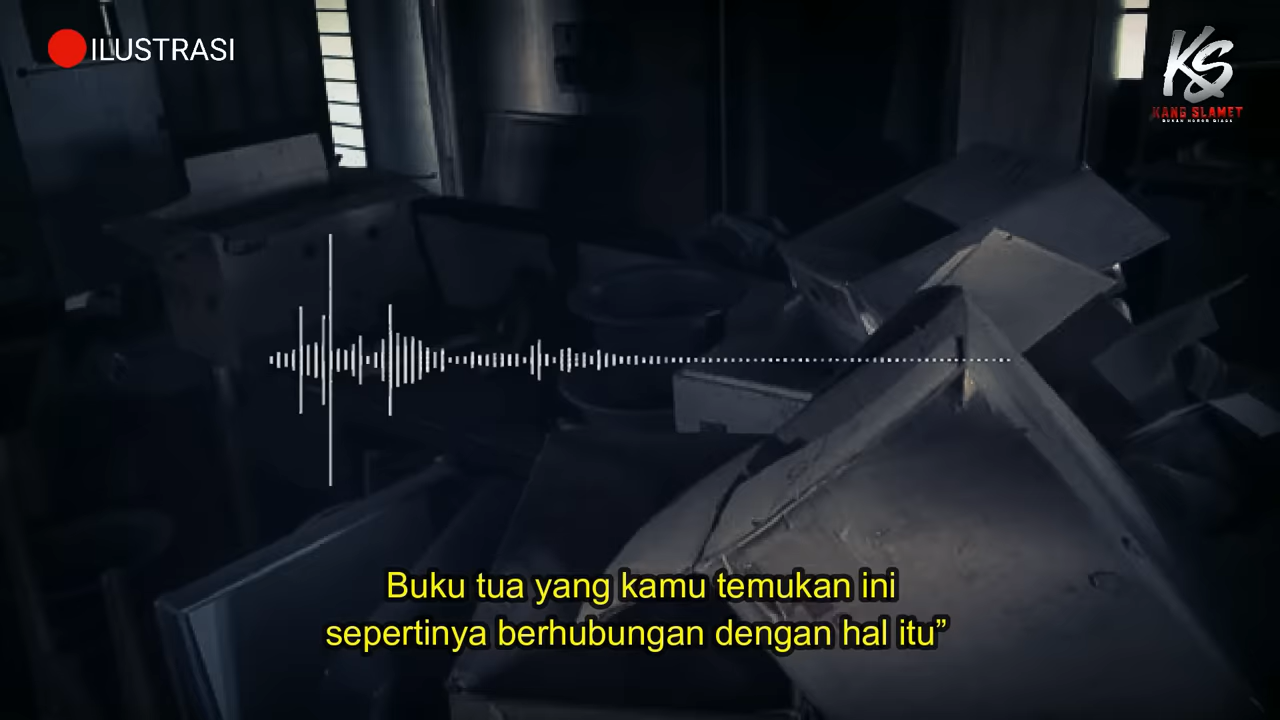 ILUSTRASI
KS
KANG SLAMET
Buku tua yang kamu temukan ini
sepertinya berhubungan dengan hal itu”